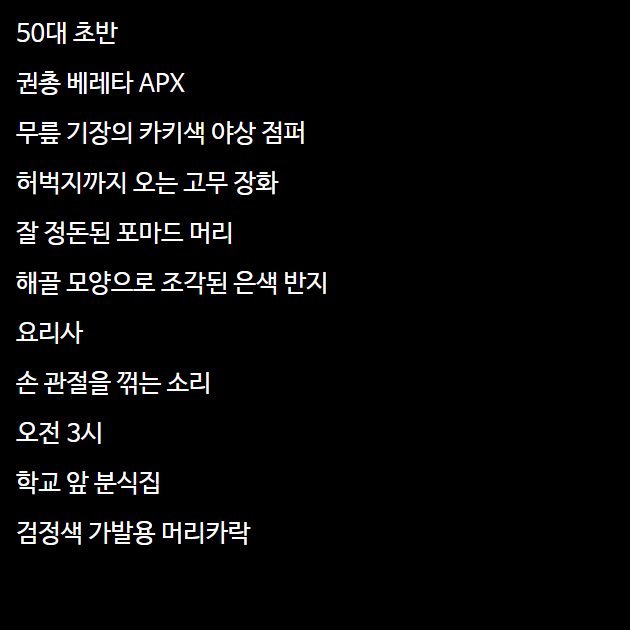 50대 초반
권총 베레타 APX
무릎 기장의 카키색 야상 점퍼
허벅지까지 오는 고무 장화
잘 정돈된 포마드 머리
해골 모양으로 조각된 은색 반지
요리사
손 관절을 꺾는 소리
오전 3시
학교 앞 분식집
검정색 가발용 머리카락